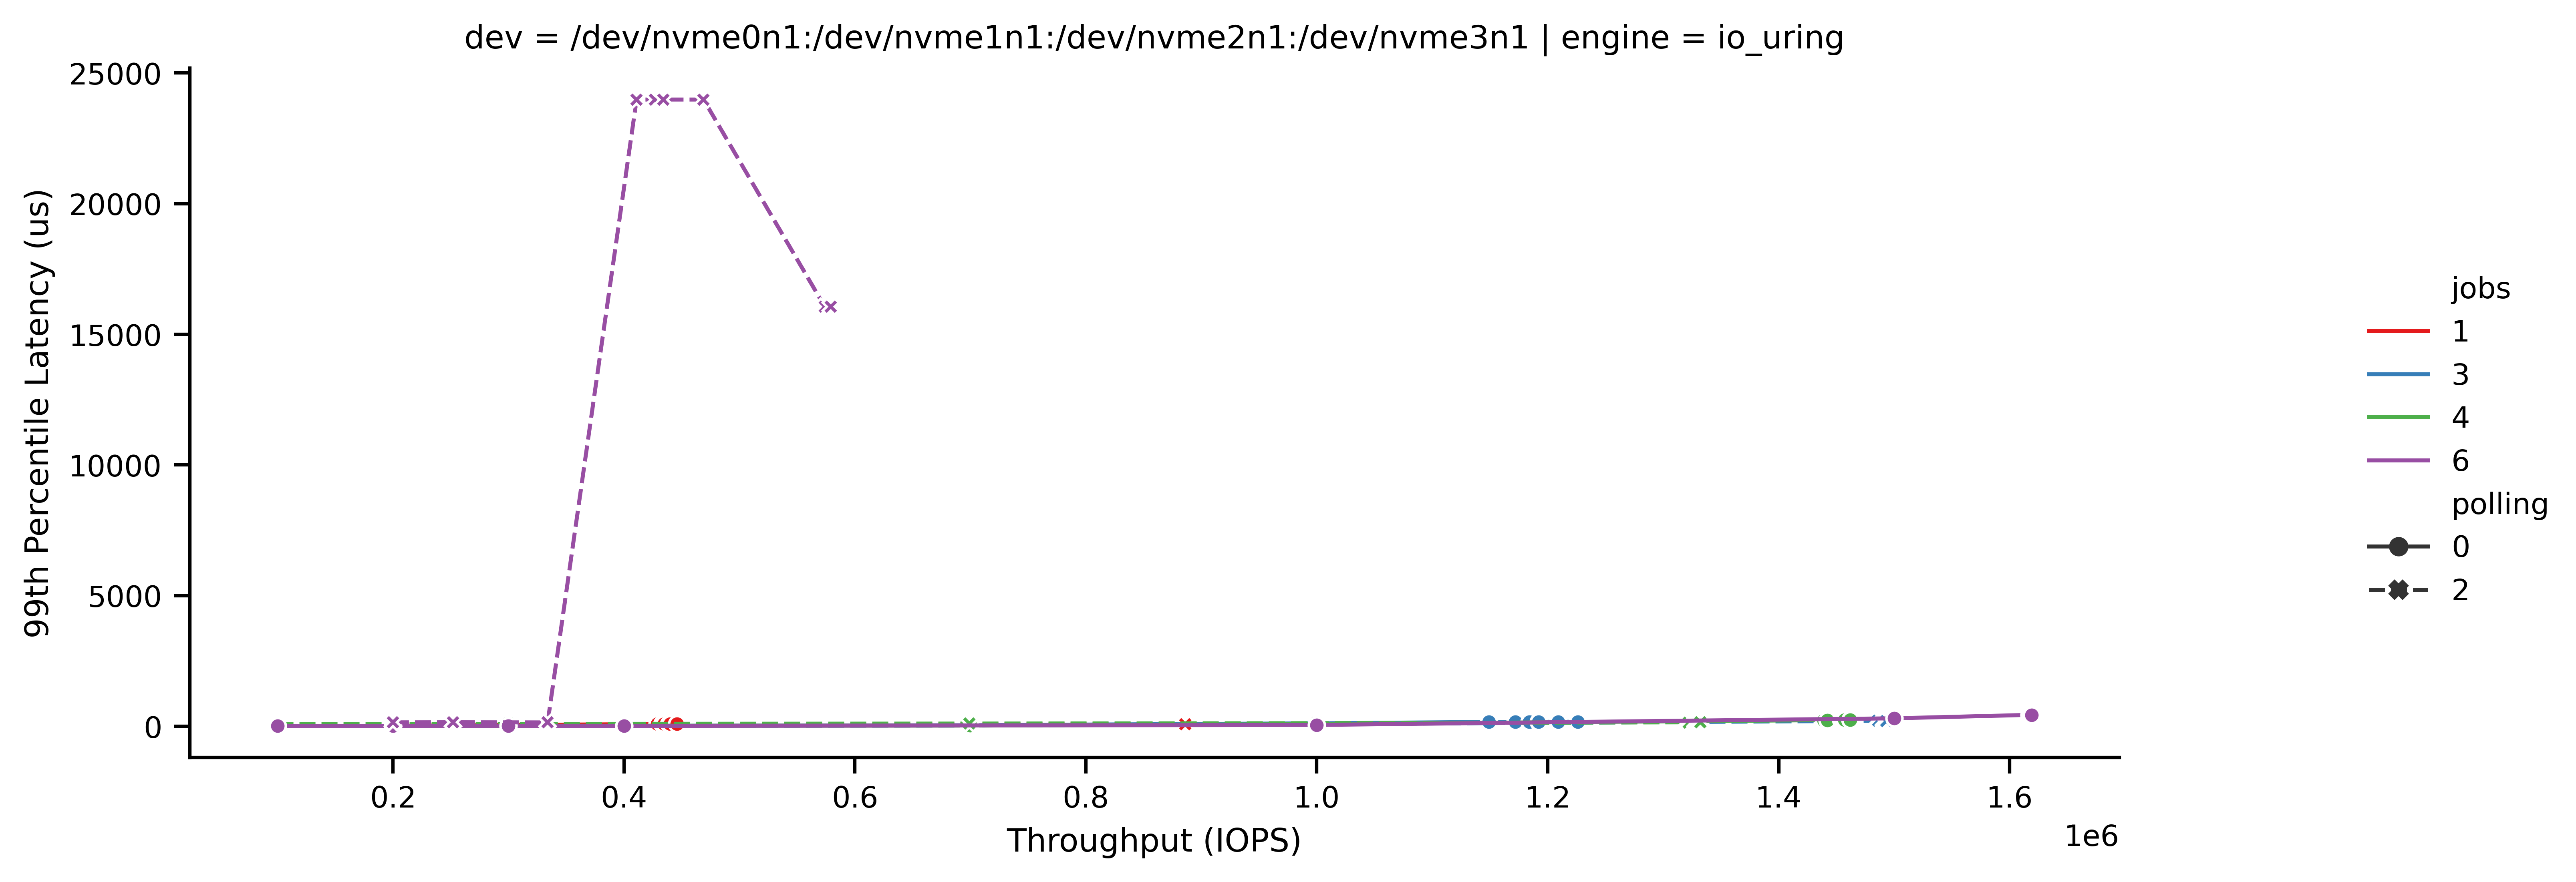 dev = /dev/nvme0n1:/dev/nvme1n1:/dev/nvme2n1:/dev/nvme3n1 | engine = io_uring
99th Percentile Latency (us)
25000
20000
15000
10000
5000
0
0.2 0.4 0.6 0.8 1.0 1.2 1.4 1.6
1e6
Throughput (IOPS)
jobs
1
3
4
6
polling
0
2